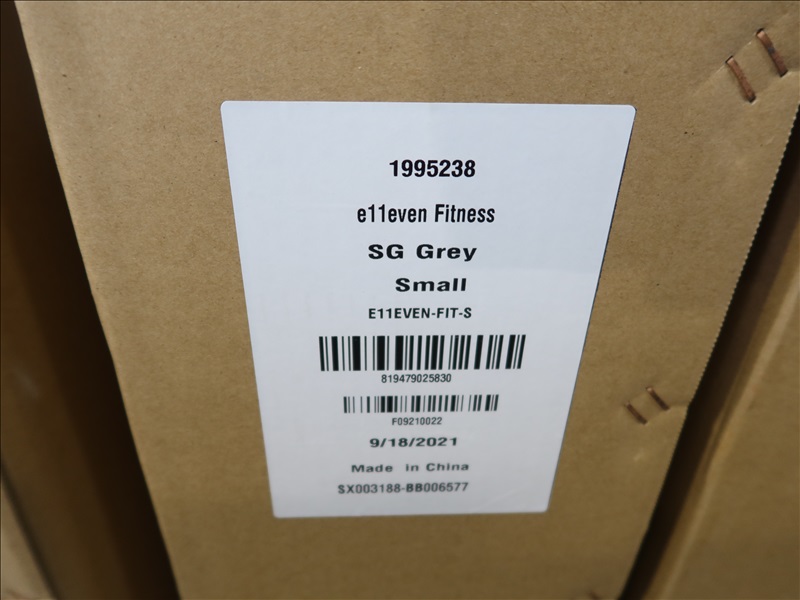 1995238
e11even Fitness
SG Grey
Small
E11EVEN-FIT-S
819479025830
F09210022
9/18/2021
Made in China
SX003188-BB006577